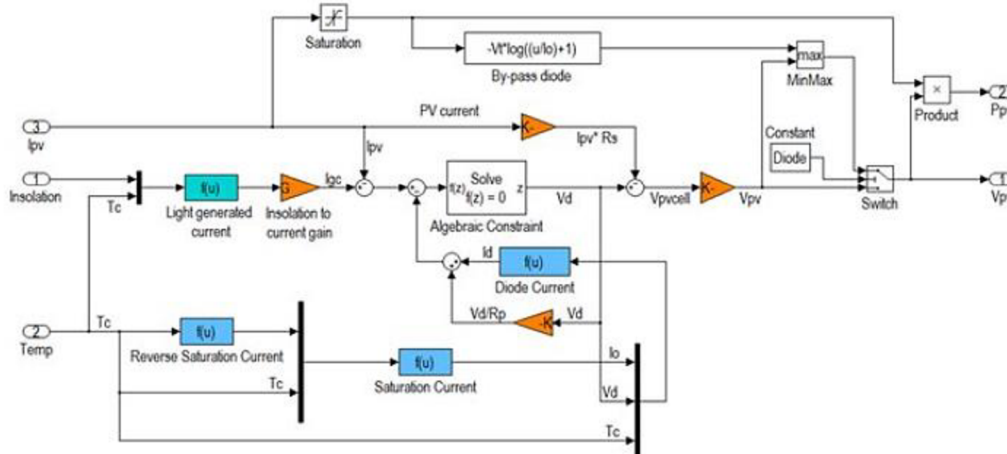 Saturation
-Vt*log((u/Io)+1)
By-pass diode
max
MinMax
×
Product
2
Pp
3
Ipv
PV current
K-
Ipv* Rs
Ipv
Constant
Diode
1
Insolation
Tc
f(u)
Light generated
current
G
Insolation to
current gain
Igc
f(z)
Solve
f(z) = 0
z
Algebraic Constraint
Vd
Vpvcell
K-
Vpv
Switch
1
Vp
Id
f(u)
Diode Current
Vd/Rp
-K
Vd
2
Temp
Tc
f(u)
Reverse Saturation Current
Tc
f(u)
Saturation Current
Io
Vd
Tc